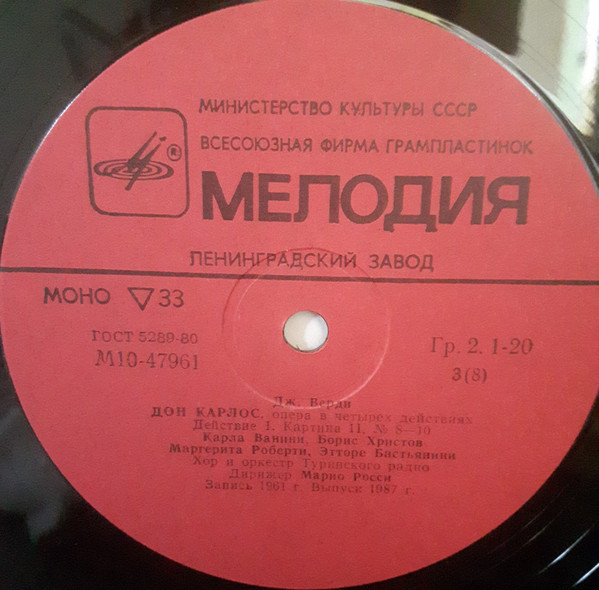 МИНИСТЕРСТВО КУЛЬТУРЫ СССР
ВСЕСОЮЗНАЯ ФИРМА ГРАМПЛАСТИНОК
®
МЕЛОДИЯ
ЛЕНИНГРАДСКИЙ ЗАВОД
МОНО ▽ 33
ГОСТ 5289-80
М10-47961
Гр. 2. 1-20
3(8)
Дж. Верди
ДОН КАРЛОС, опера в четырех действиях
Действие I. Картина II, № 8—10
Карла Ванини, Борис Христов
Маргерита Роберти, Этторе Бастьянини
Хор и оркестр Туринского радио
Дирижер Марио Росси
Запись 1961 г. Выпуск 1987 г.